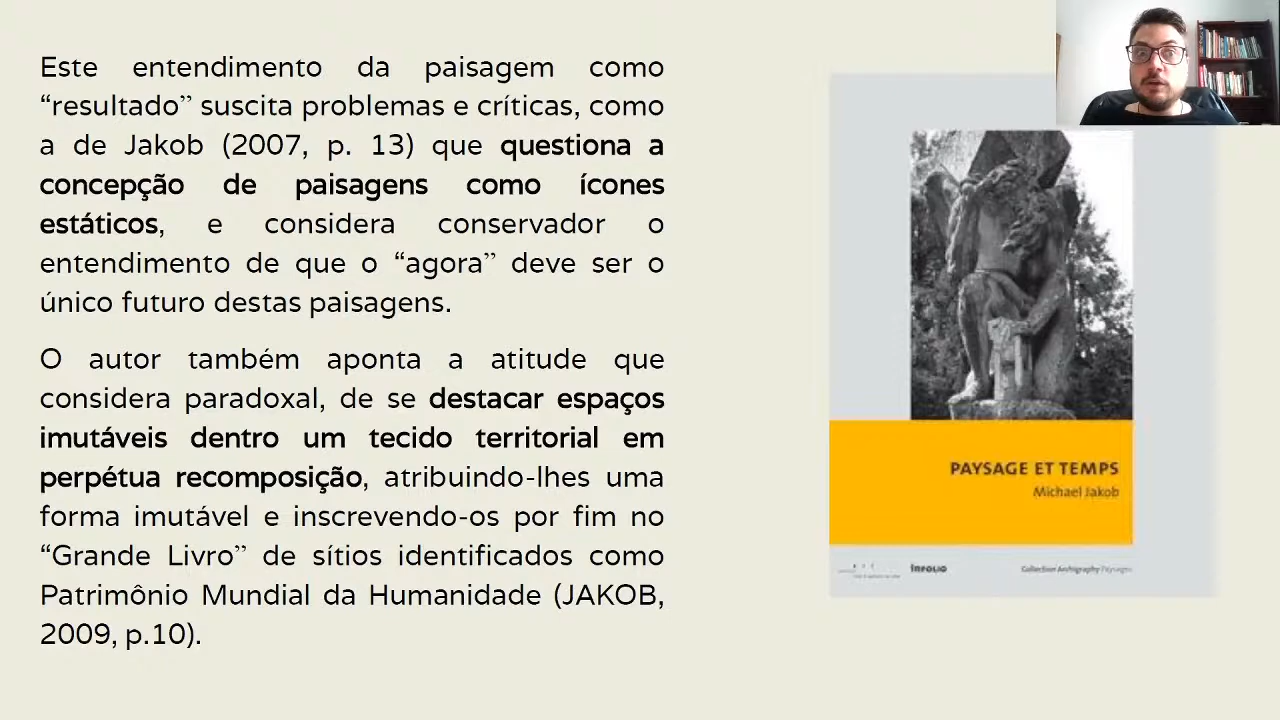 Este entendimento da paisagem como
“resultado” suscita problemas e críticas, como
a de Jakob (2007, p. 13) que questiona a
concepção de paisagens como ícones
estáticos, e considera conservador o
entendimento de que o “agora” deve ser o
único futuro destas paisagens.
O autor também aponta a atitude que
considera paradoxal, de se destacar espaços
imutáveis dentro um tecido territorial em
perpétua recomposição, atribuindo-lhes uma
forma imutável e inscrevendo-os por fim no
“Grande Livro” de sítios identificados como
Patrimônio Mundial da Humanidade (JAKOB,
2009, p.10).
PAYSAGE ET TEMPS
Michael Jakob
inFOLIO
Collection Archigraphy Paysages